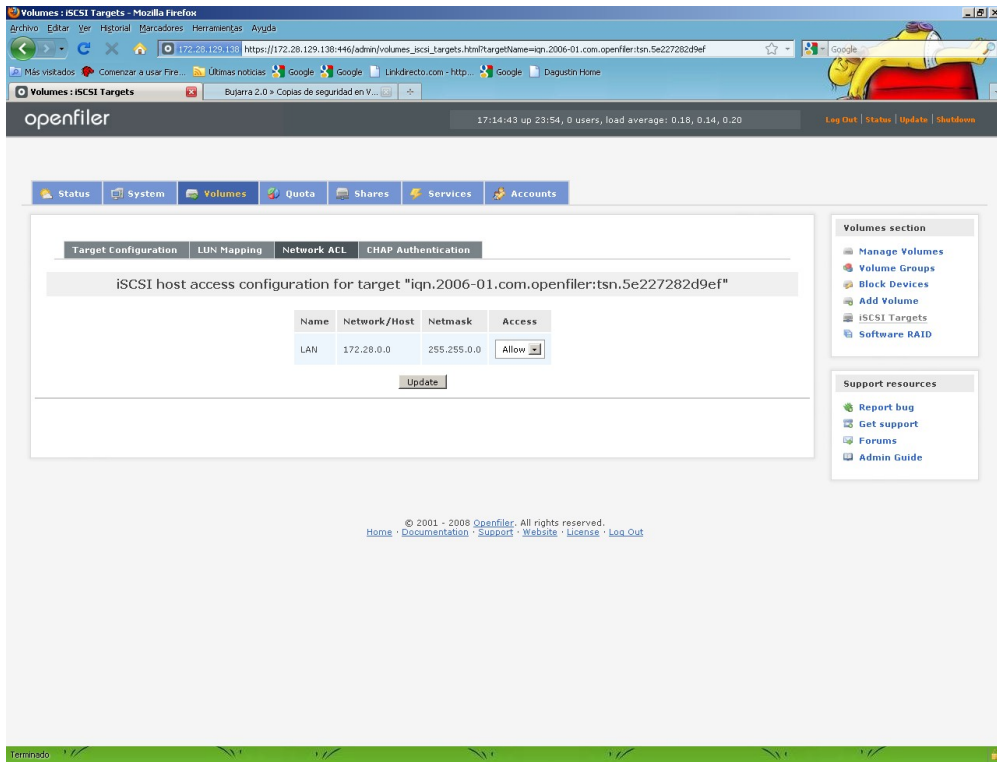 Volumes : iSCSI Targets - Mozilla Firefox
Archivo Editar Ver Historial Marcadores Herramientas Ayuda
172.28.129.138 https://172.28.129.138:446/admin/volumes_iscsi_targets.html?targetName=iqn.2006-01.com.openfiler:tsn.5e227282d9ef
Google
Más visitados Comenzar a usar Fire... Últimas noticias Google Google Linkdirecto.com - http... Google Dagustin Home
Volumes : iSCSI Targets Bujarra 2.0 » Copias de seguridad en V...
openfiler 17:14:43 up 23:54, 0 users, load average: 0.18, 0.14, 0.20 Log Out | Status | Update | Shutdown
Status System Volumes Quota Shares Services Accounts
Target Configuration LUN Mapping Network ACL CHAP Authentication
iSCSI host access configuration for target "iqn.2006-01.com.openfiler:tsn.5e227282d9ef"
Name Network/Host Netmask Access
LAN 172.28.0.0 255.255.0.0 Allow
Update
Volumes section
Manage Volumes
Volume Groups
Block Devices
Add Volume
iSCSI Targets
Software RAID
Support resources
Report bug
Get support
Forums
Admin Guide
© 2001 - 2008 Openfiler. All rights reserved.
Home · Documentation · Support · Website · License · Log Out
Terminado